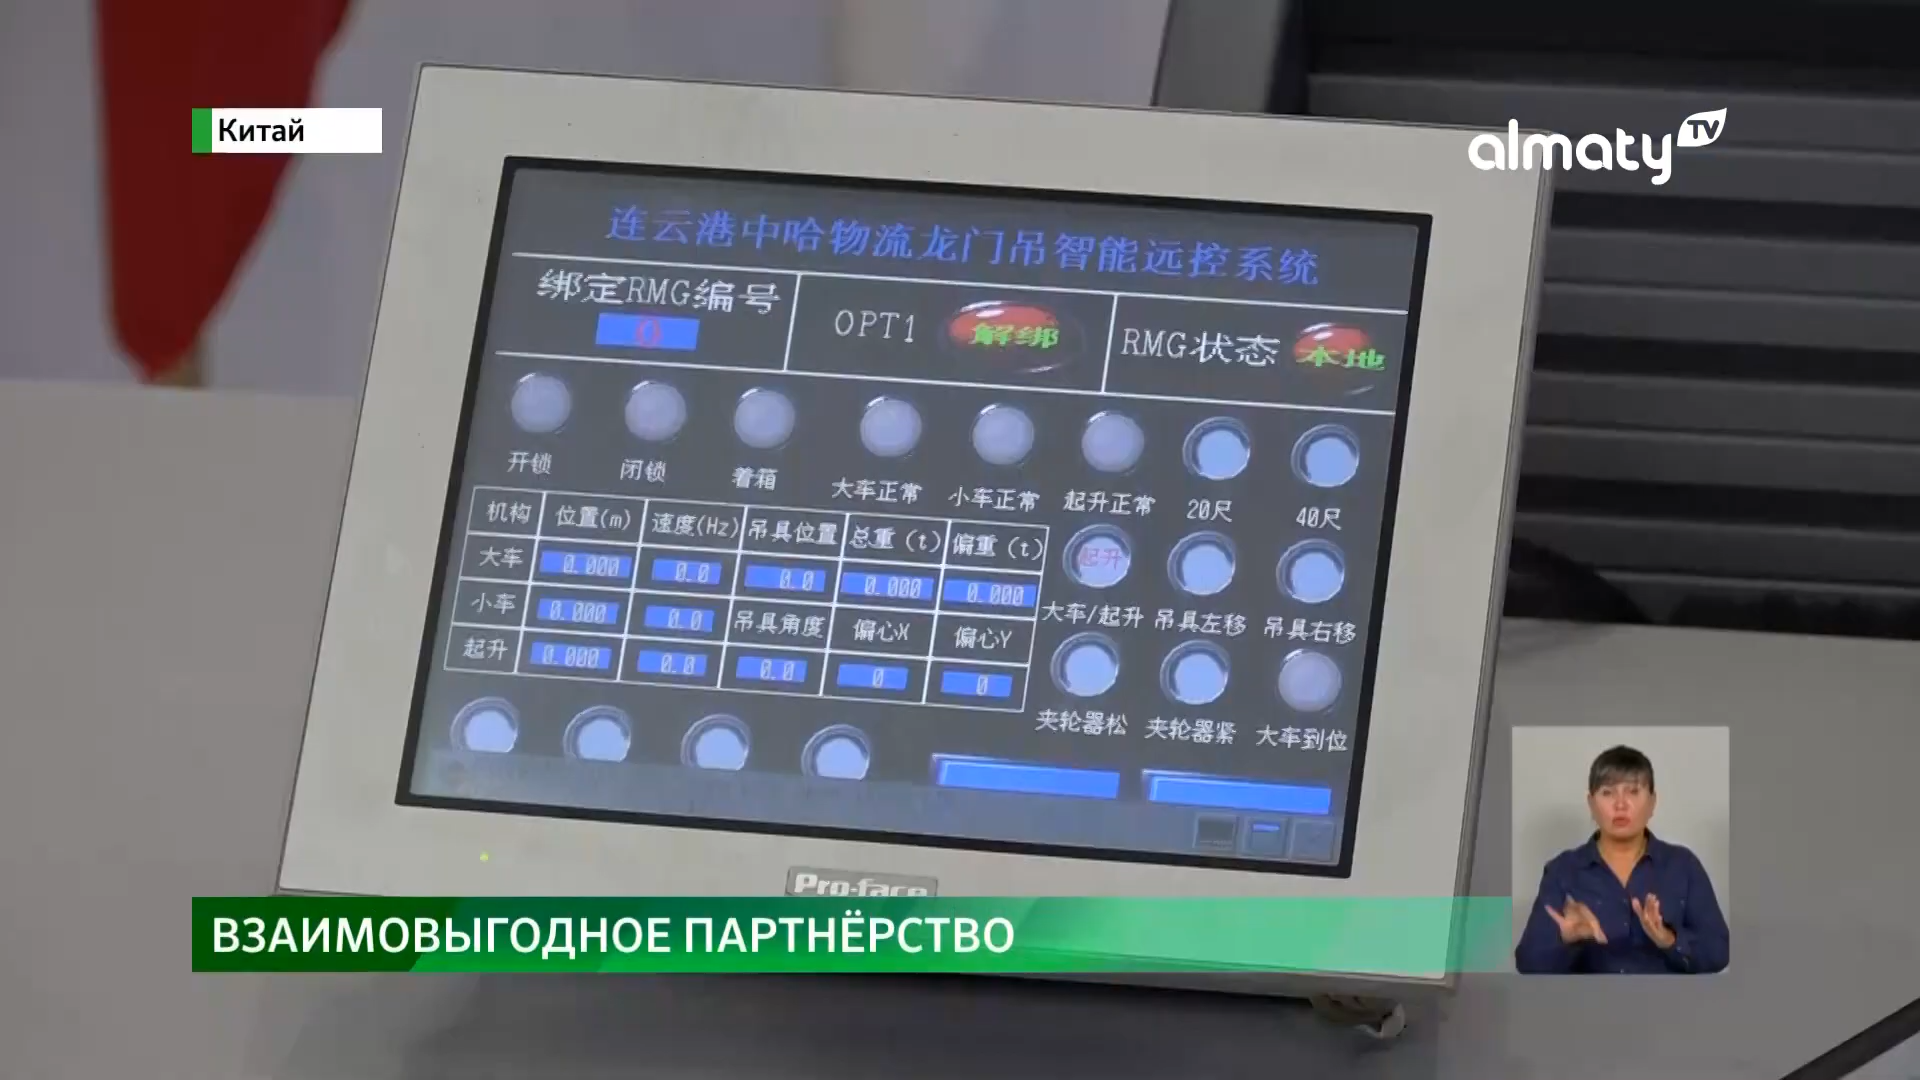 Китай
almaty TV
连云港中哈物流龙门吊智能远控系统
绑定RMG编号
0
OPT1
解绑
RMG状态
本地
开锁
闭锁
着箱
大车正常
小车正常
起升正常
20尺
40尺
机构 位置(m) 速度(Hz) 吊具位置 总重(t) 偏重(t)
大车 0.000 0.0 0.0 0.000 0.000
小车 0.000 0.0 吊具角度 偏心X 偏心Y
起升 0.000 0.0 0.0 0 0
起升
大车/起升 吊具左移 吊具右移
夹轮器松 夹轮器紧 大车到位
Pro-face
ВЗАИМОВЫГОДНОЕ ПАРТНЁРСТВО